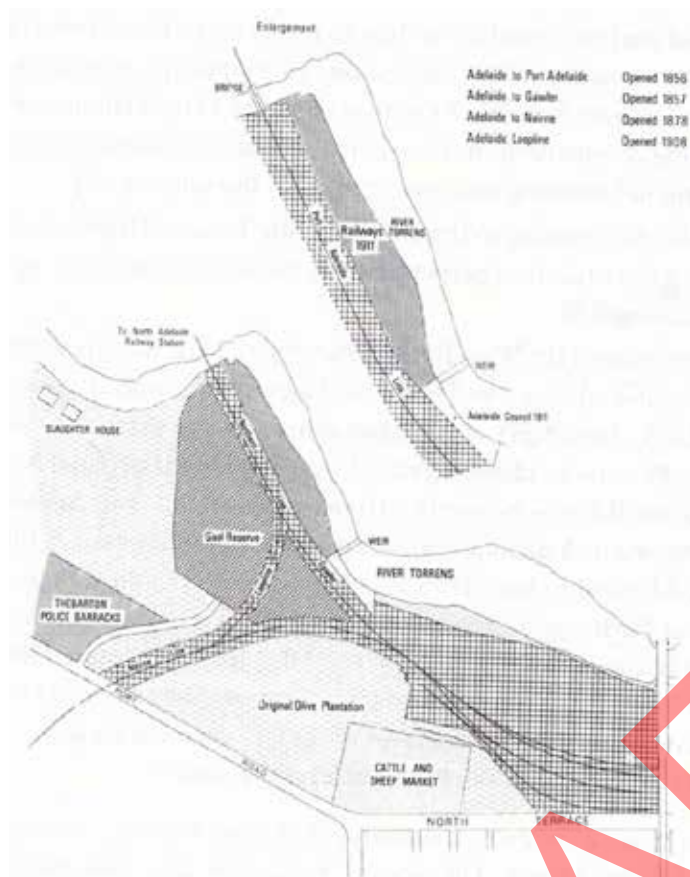 Enlargement
Adelaide to Port Adelaide Opened 1856
Adelaide to Gawler Opened 1857
Adelaide to Nairne Opened 1878
Adelaide Loopline Opened 1908
BRIDGE
RIVER
TORRENS
Railways
1911
WEIR
Adelaide Council 1911
To North Adelaide
Railway Station
SLAUGHTER HOUSE
Gaol Reserve
WEIR
RIVER TORRENS
THEBARTON
POLICE BARRACKS
Original Olive Plantation
ROAD
CATTLE AND
SHEEP MARKET
NORTH TERRACE